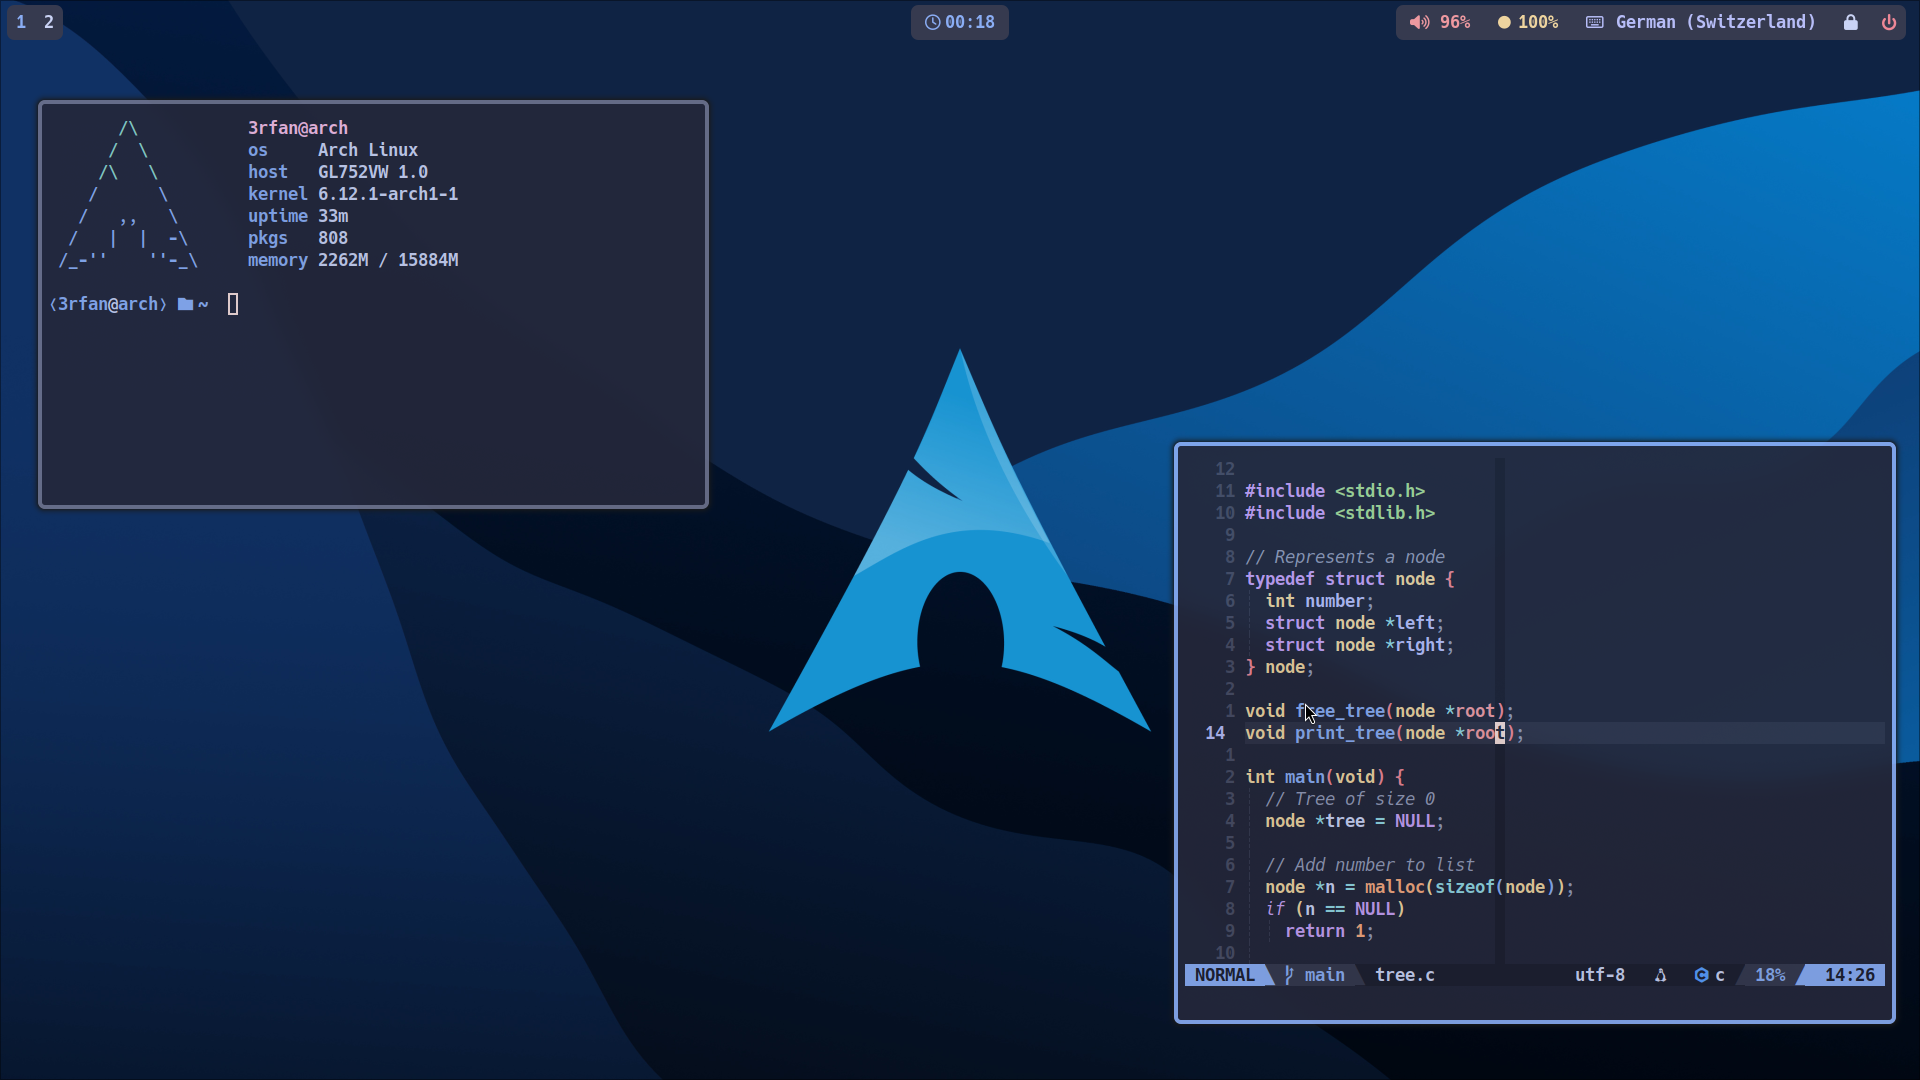 1 2
00:18
96% 100% German (Switzerland)
3rfan@arch
os Arch Linux
host GL752VW 1.0
kernel 6.12.1-arch1-1
uptime 33m
pkgs 808
memory 2262M / 15884M
⟨3rfan@arch⟩ ~
12
11 #include <stdio.h>
10 #include <stdlib.h>
9
8 // Represents a node
7 typedef struct node {
6 int number;
5 struct node *left;
4 struct node *right;
3 } node;
2
1 void free_tree(node *root);
14 void print_tree(node *root);
1
2 int main(void) {
3 // Tree of size 0
4 node *tree = NULL;
5
6 // Add number to list
7 node *n = malloc(sizeof(node));
8 if (n == NULL)
9 return 1;
10
NORMAL main tree.c utf-8 c 18% 14:26